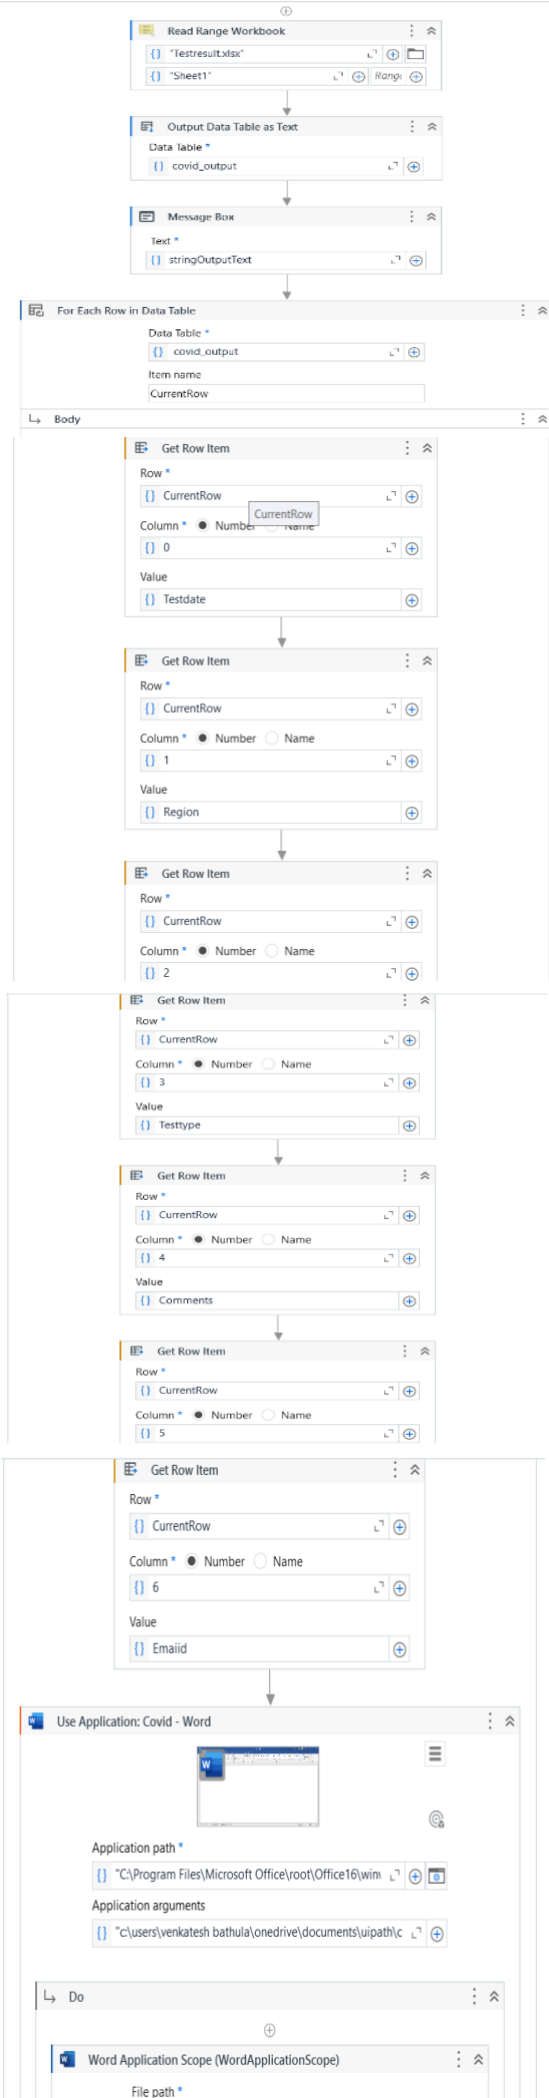 Read Range Workbook
"Testresult.xlsx"
"Sheet1" Range
Output Data Table as Text
Data Table *
covid_output
Message Box
Text *
stringOutputText
For Each Row in Data Table
Data Table *
covid_output
Item name
CurrentRow
Body
Get Row Item
Row *
CurrentRow
CurrentRow
Column * Number Name
0
Value
Testdate
Get Row Item
Row *
CurrentRow
Column * Number Name
1
Value
Region
Get Row Item
Row *
CurrentRow
Column * Number Name
2
Get Row Item
Row *
CurrentRow
Column * Number Name
3
Value
Testtype
Get Row Item
Row *
CurrentRow
Column * Number Name
4
Value
Comments
Get Row Item
Row *
CurrentRow
Column * Number Name
5
Get Row Item
Row *
CurrentRow
Column * Number Name
6
Value
Emaiid
Use Application: Covid - Word
Application path *
"C:\Program Files\Microsoft Office\root\Office16\win
Application arguments
"c\users\venkatesh bathula\onedrive\documents\uipath\c
Do
Word Application Scope (WordApplicationScope)
File path *